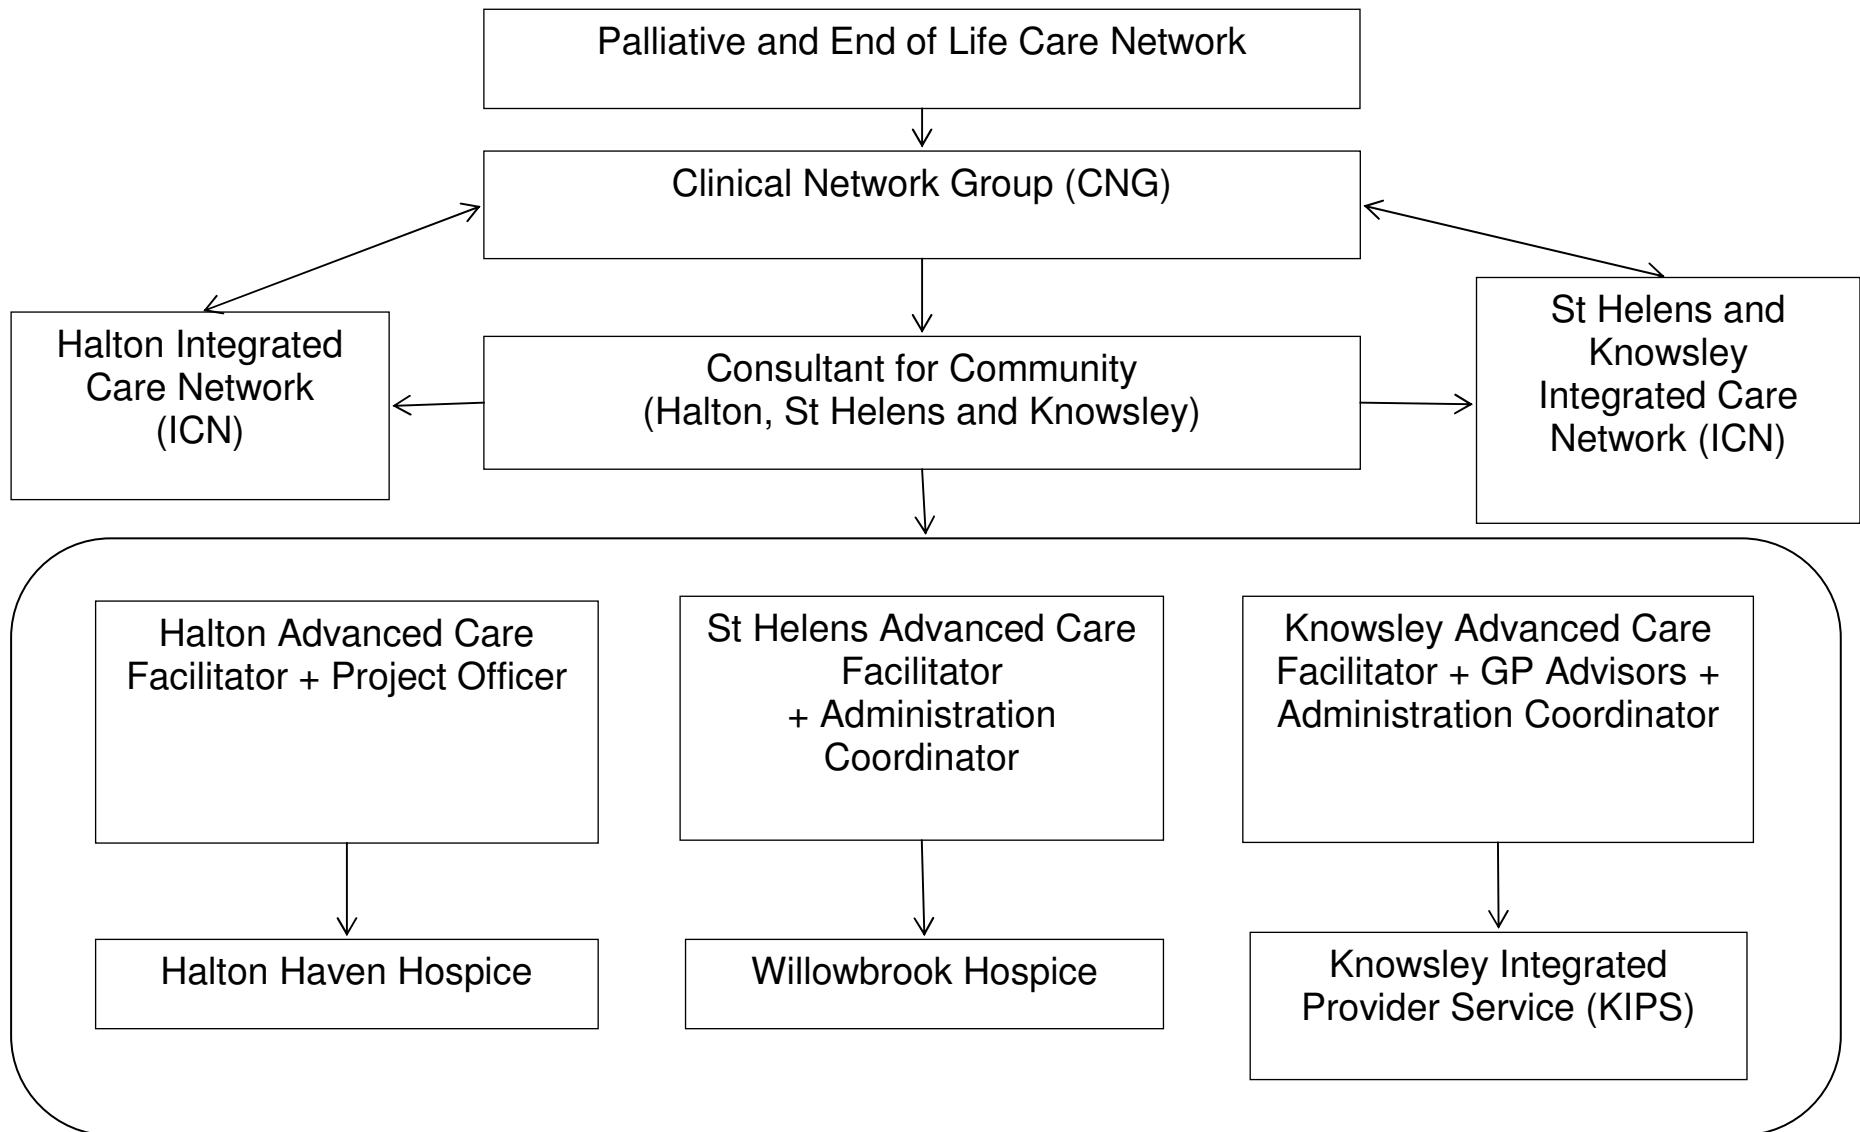 Palliative and End of Life Care Network
Clinical Network Group (CNG)
Halton Integrated
Care Network
(ICN)
Consultant for Community
(Halton, St Helens and Knowsley)
St Helens and
Knowsley
Integrated Care
Network (ICN)
Halton Advanced Care
Facilitator + Project Officer
St Helens Advanced Care
Facilitator
+ Administration
Coordinator
Knowsley Advanced Care
Facilitator + GP Advisors +
Administration Coordinator
Halton Haven Hospice
Willowbrook Hospice
Knowsley Integrated
Provider Service (KIPS)